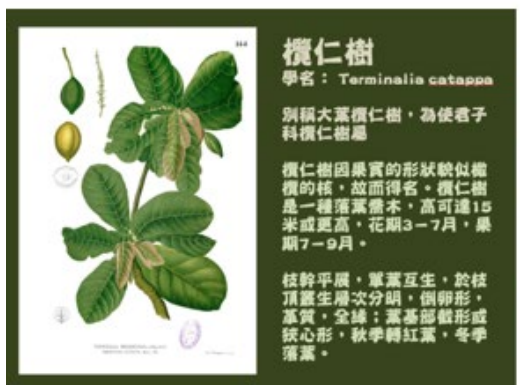 欖仁樹
學名： Terminalia catappa
別稱大葉欖仁樹，為使君子
科欖仁樹屬
欖仁樹因果實的形狀貌似橄
欖的核，故而得名。欖仁樹
是一種落葉喬木，高可達15
米或更高，花期3－7月，果
期7－9月。
枝幹平展，單葉互生，於枝
頂叢生層次分明，倒卵形，
革質，全緣；葉基部截形或
狹心形，秋季轉紅葉，冬季
落葉。